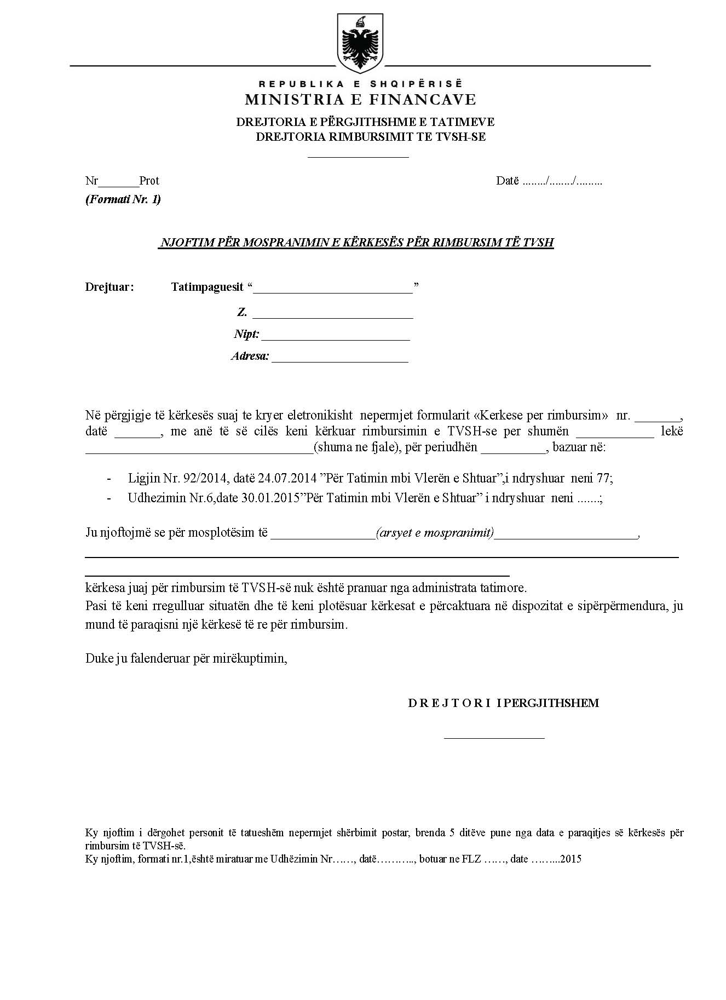 REPUBLIKA E SHQIPËRISË
MINISTRIA E FINANCAVE
DREJTORIA E PËRGJITHSHME E TATIMEVE
DREJTORIA RIMBURSIMIT TE TVSH-SE
Nr_______Prot Datë ......../......../.........
(Formati Nr. 1)
NJOFTIM PËR MOSPRANIMIN E KËRKESËS PËR RIMBURSIM TË TVSH
Drejtuar: Tatimpaguesit “___________________________”
Z. ___________________________
Nipt: _________________________
Adresa: _______________________
Në përgjigje të kërkesës suaj te kryer eletronikisht nepermjet formularit «Kerkese per rimbursim» nr. _______,
datë _______, me anë të së cilës keni kërkuar rimbursimin e TVSH-se per shumën ____________ lekë
___________________________________(shuma ne fjale), për periudhën __________, bazuar në:
- Ligjin Nr. 92/2014, datë 24.07.2014 ”Për Tatimin mbi Vlerën e Shtuar”,i ndryshuar neni 77;
- Udhezimin Nr.6,date 30.01.2015”Për Tatimin mbi Vlerën e Shtuar” i ndryshuar neni .......;
Ju njoftojmë se për mosplotësim të ________________(arsyet e mospranimit)______________________,
kërkesa juaj për rimbursim të TVSH-së nuk është pranuar nga administrata tatimore.
Pasi të keni rregulluar situatën dhe të keni plotësuar kërkesat e përcaktuara në dispozitat e sipërpërmendura, ju
mund të paraqisni një kërkesë të re për rimbursim.
Duke ju falenderuar për mirëkuptimin,
D R E J T O R I I PERGJITHSHEM
Ky njoftim i dërgohet personit të tatueshëm nepermjet shërbimit postar, brenda 5 ditëve pune nga data e paraqitjes së kërkesës për
rimbursim të TVSH-së.
Ky njoftim, formati nr.1,është miratuar me Udhëzimin Nr……, datë……….., botuar ne FLZ ……, date ……...2015